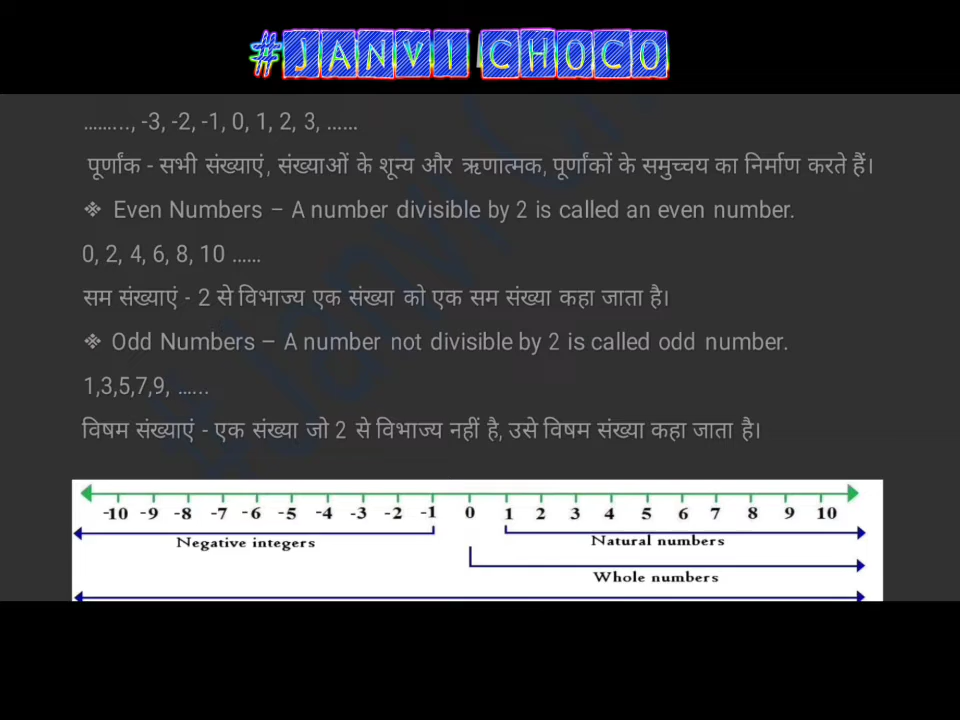 #JANVI CHOCO
…….., -3, -2, -1, 0, 1, 2, 3, ……
पूर्णांक - सभी संख्याएं, संख्याओं के शून्य और ऋणात्मक, पूर्णांकों के समुच्चय का निर्माण करते हैं।
❖ Even Numbers – A number divisible by 2 is called an even number.
0, 2, 4, 6, 8, 10 ……
सम संख्याएं - 2 से विभाज्य एक संख्या को एक सम संख्या कहा जाता है।
❖ Odd Numbers – A number not divisible by 2 is called odd number.
1,3,5,7,9, …...
विषम संख्याएं - एक संख्या जो 2 से विभाज्य नहीं है, उसे विषम संख्या कहा जाता है।
-10 -9 -8 -7 -6 -5 -4 -3 -2 -1 0 1 2 3 4 5 6 7 8 9 10
Negative integers Natural numbers
Whole numbers